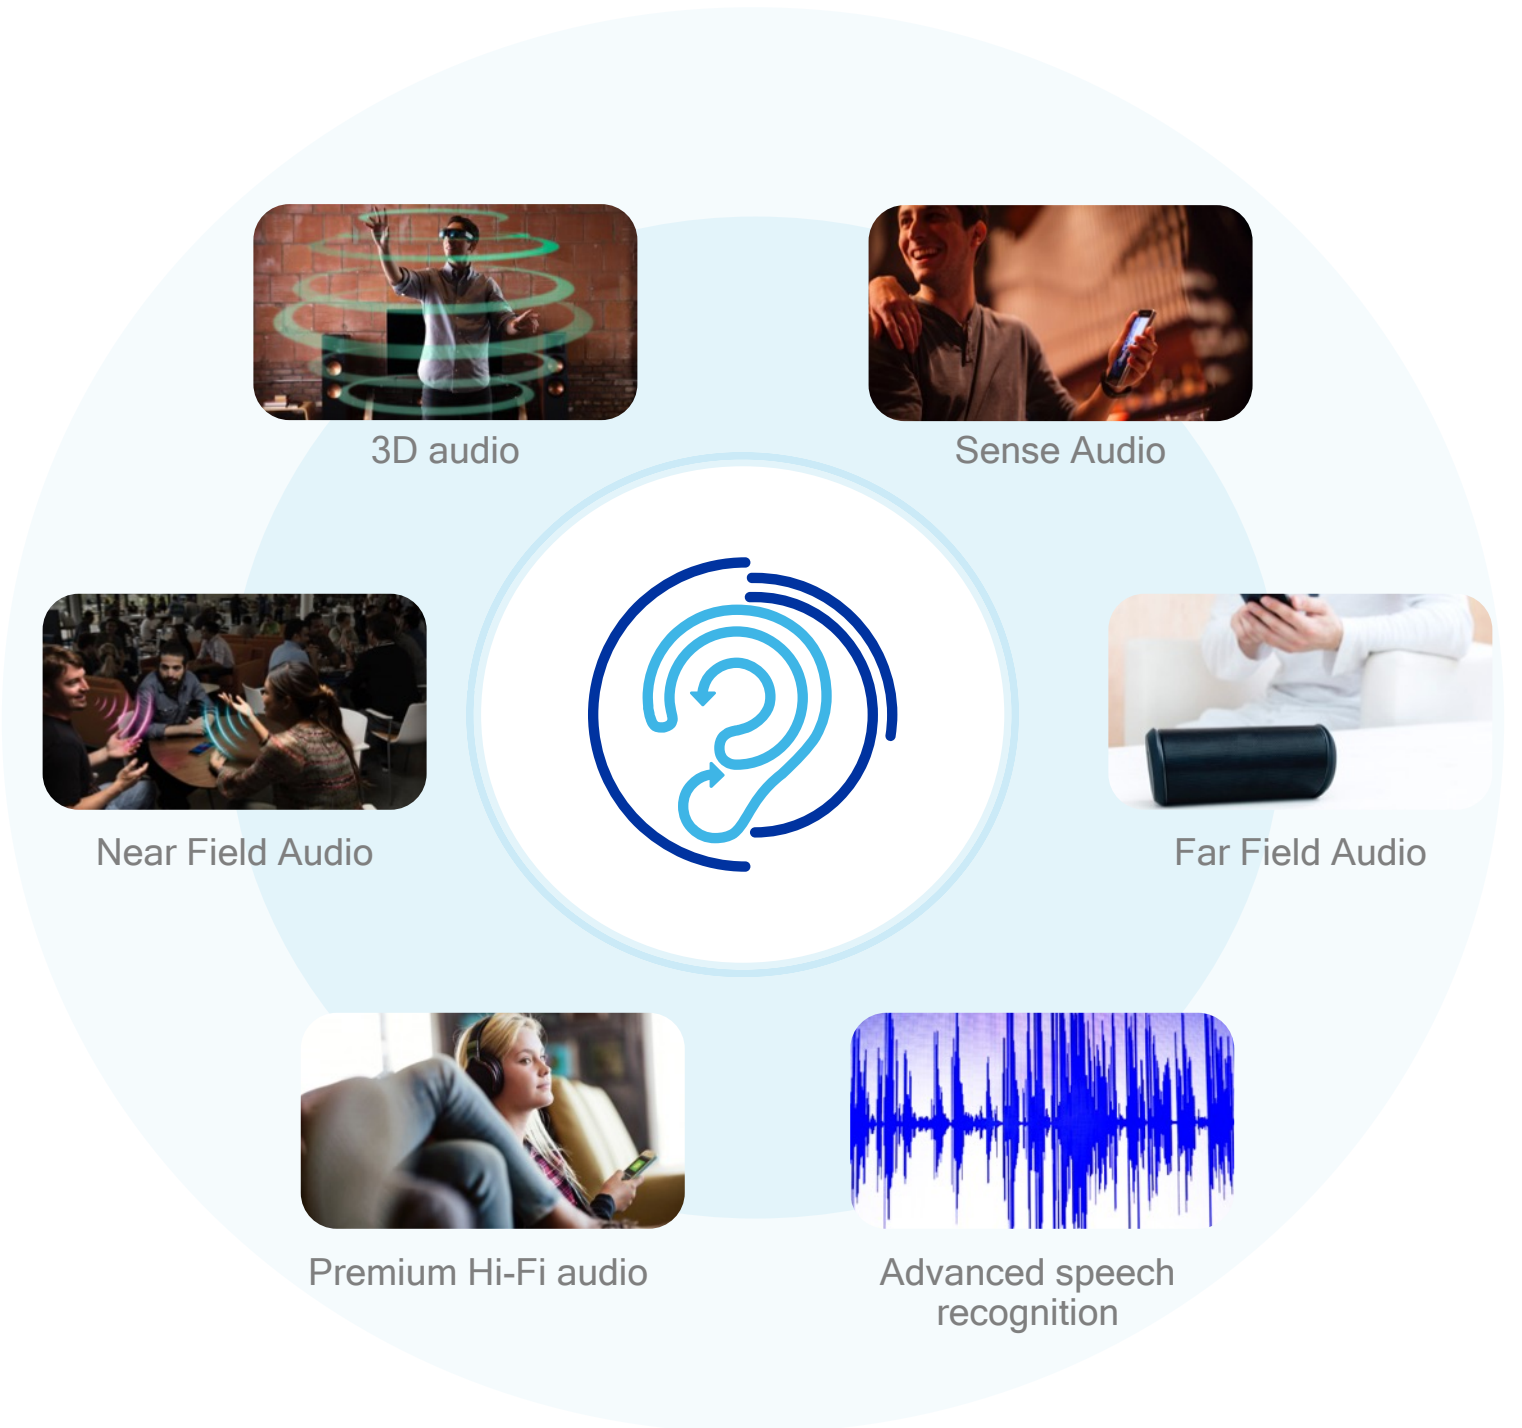 3D audio
Sense Audio
Near Field Audio
Far Field Audio
Premium Hi-Fi audio
Advanced speech
recognition